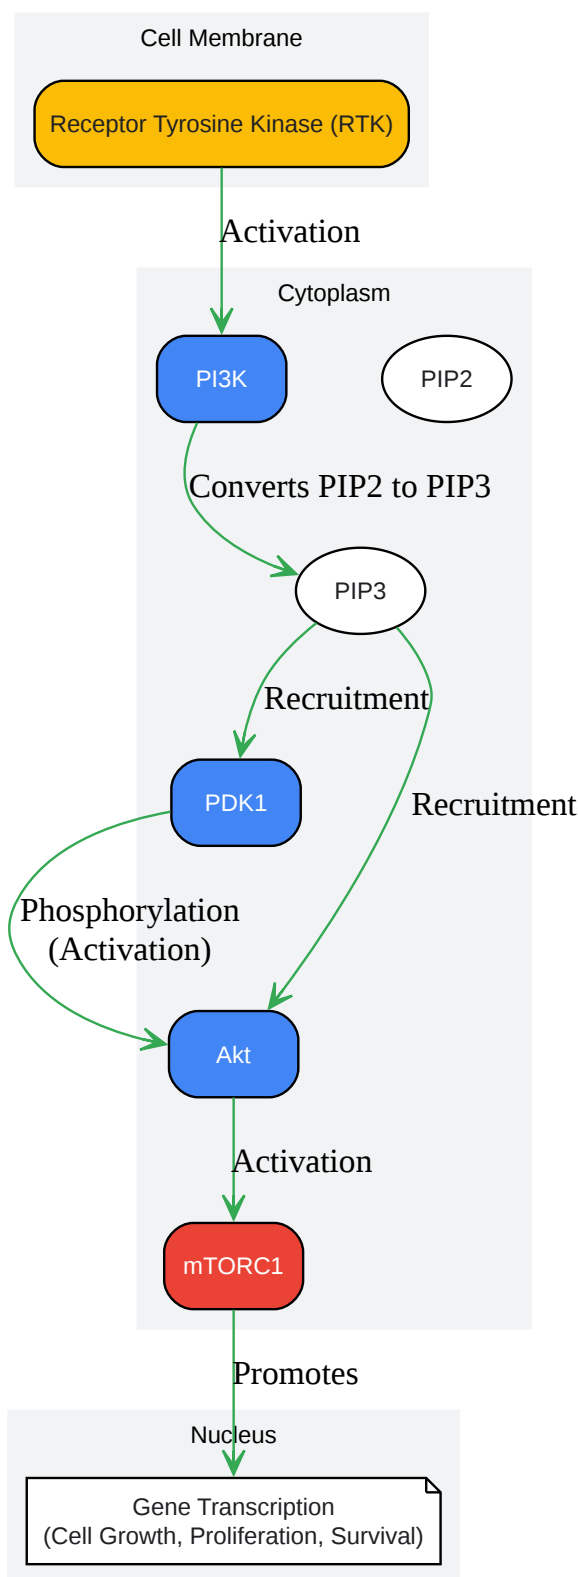 Cell Membrane
Receptor Tyrosine Kinase (RTK)
Activation
Cytoplasm
PI3K
PIP2
Converts PIP2 to PIP3
PIP3
Recruitment
PDK1
Recruitment
Phosphorylation
(Activation)
Akt
Activation
mTORC1
Promotes
Nucleus
Gene Transcription
(Cell Growth, Proliferation, Survival)